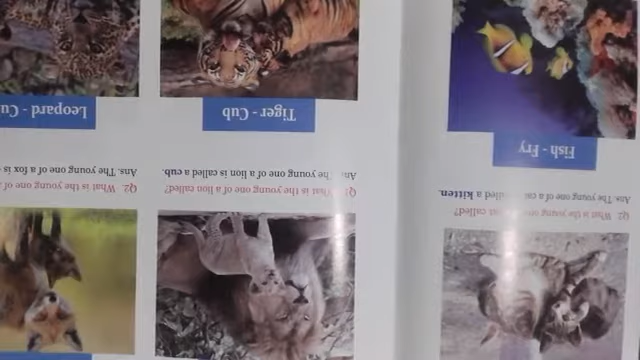 Q2. What is the young one called?
Ans. The young one of a called a kitten.
Fish - Fry
What is the young one of a lion called?
Ans. The young one of a lion is called a cub.
Tiger - Cub
Q2. What is the young one of a
Ans. The young one of a fox is
Leopard - Cu